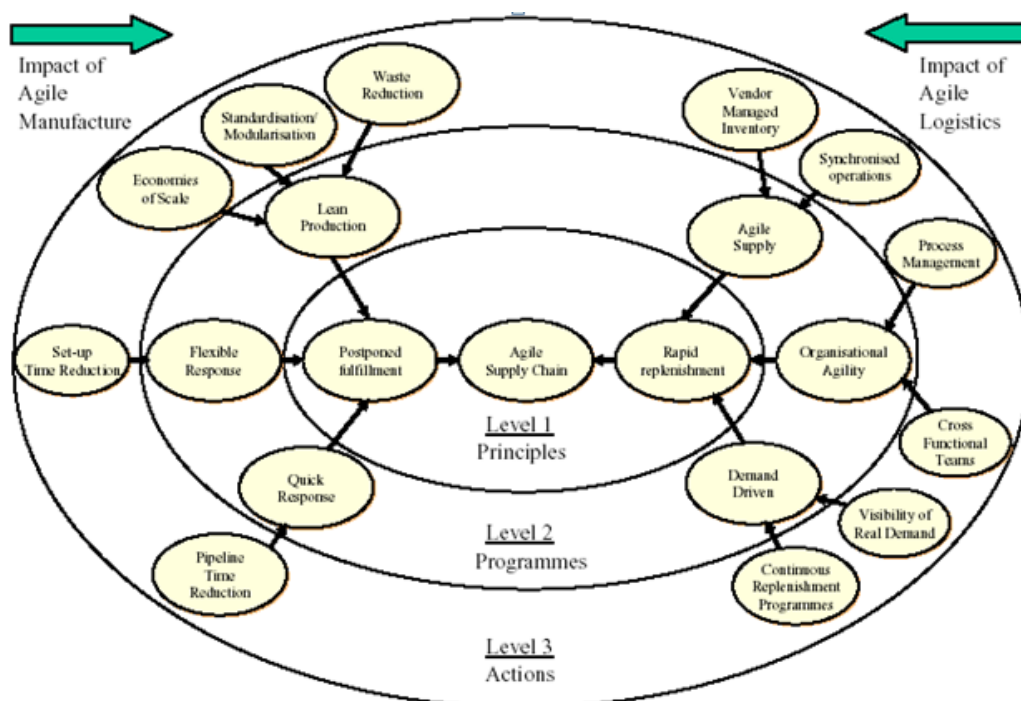 Impact of
Agile
Manufacture
Impact of
Agile
Logistics
Waste
Reduction
Standardisation/
Modularisation
Economies
of Scale
Lean
Production
Vendor
Managed
Inventory
Synchronised
operations
Agile
Supply
Process
Management
Set-up
Time Reduction
Flexible
Response
Postponed
fulfillment
Agile
Supply Chain
Rapid
replenishment
Organisational
Agility
Level 1
Principles
Cross
Functional
Teams
Quick
Response
Demand
Driven
Visibility of
Real Demand
Level 2
Programmes
Pipeline
Time
Reduction
Continuous
Replenishment
Programmes
Level 3
Actions